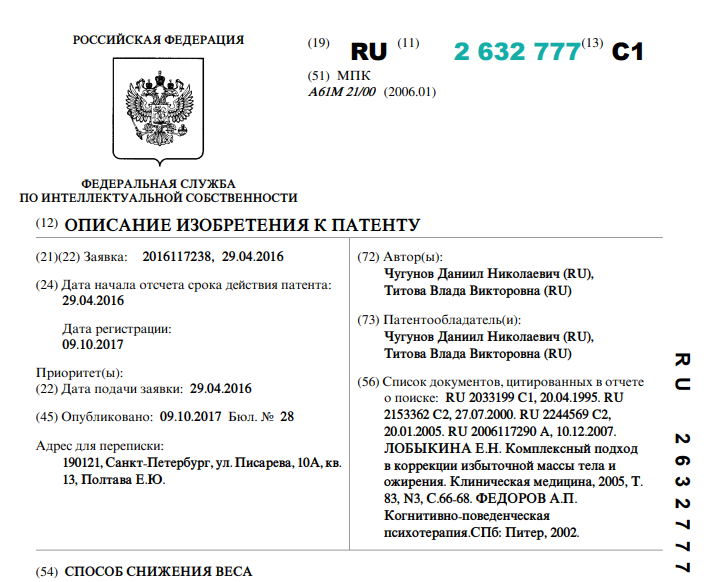 РОССИЙСКАЯ ФЕДЕРАЦИЯ
(19) RU (11) 2 632 777 (13) C1
(51) МПК
A61M 21/00 (2006.01)
ФЕДЕРАЛЬНАЯ СЛУЖБА
ПО ИНТЕЛЛЕКТУАЛЬНОЙ СОБСТВЕННОСТИ
(12) ОПИСАНИЕ ИЗОБРЕТЕНИЯ К ПАТЕНТУ
(21)(22) Заявка: 2016117238, 29.04.2016
(24) Дата начала отсчета срока действия патента:
29.04.2016
Дата регистрации:
09.10.2017
Приоритет(ы):
(22) Дата подачи заявки: 29.04.2016
(45) Опубликовано: 09.10.2017 Бюл. № 28
Адрес для переписки:
190121, Санкт-Петербург, ул. Писарева, 10А, кв.
13, Полтава Е.Ю.
(72) Автор(ы):
Чугунов Даниил Николаевич (RU),
Титова Влада Викторовна (RU)
(73) Патентообладатель(и):
Чугунов Даниил Николаевич (RU),
Титова Влада Викторовна (RU)
(56) Список документов, цитированных в отчете
о поиске: RU 2033199 C1, 20.04.1995. RU
2153362 C2, 27.07.2000. RU 2244569 C2,
20.01.2005. RU 2006117290 A, 10.12.2007.
ЛОБЫКИНА Е.Н. Комплексный подход
в коррекции избыточной массы тела и
ожирения. Клиническая медицина, 2005, Т.
83, N3, С.66-68. ФЕДОРОВ А.П.
Когнитивно-поведенческая
психотерапия.СПб: Питер, 2002.
(54) СПОСОБ СНИЖЕНИЯ ВЕСА
RU 2632777